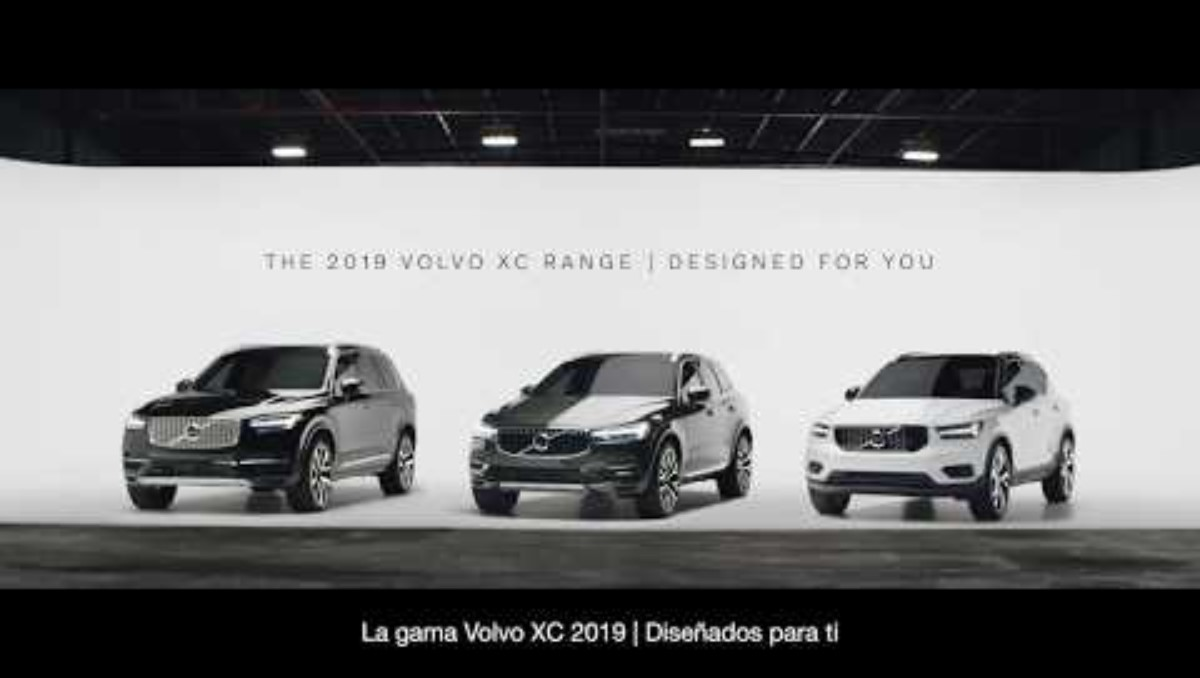 THE 2019 VOLVO XC RANGE | DESIGNED FOR YOU
La gama Volvo XC 2019 | Diseñados para ti